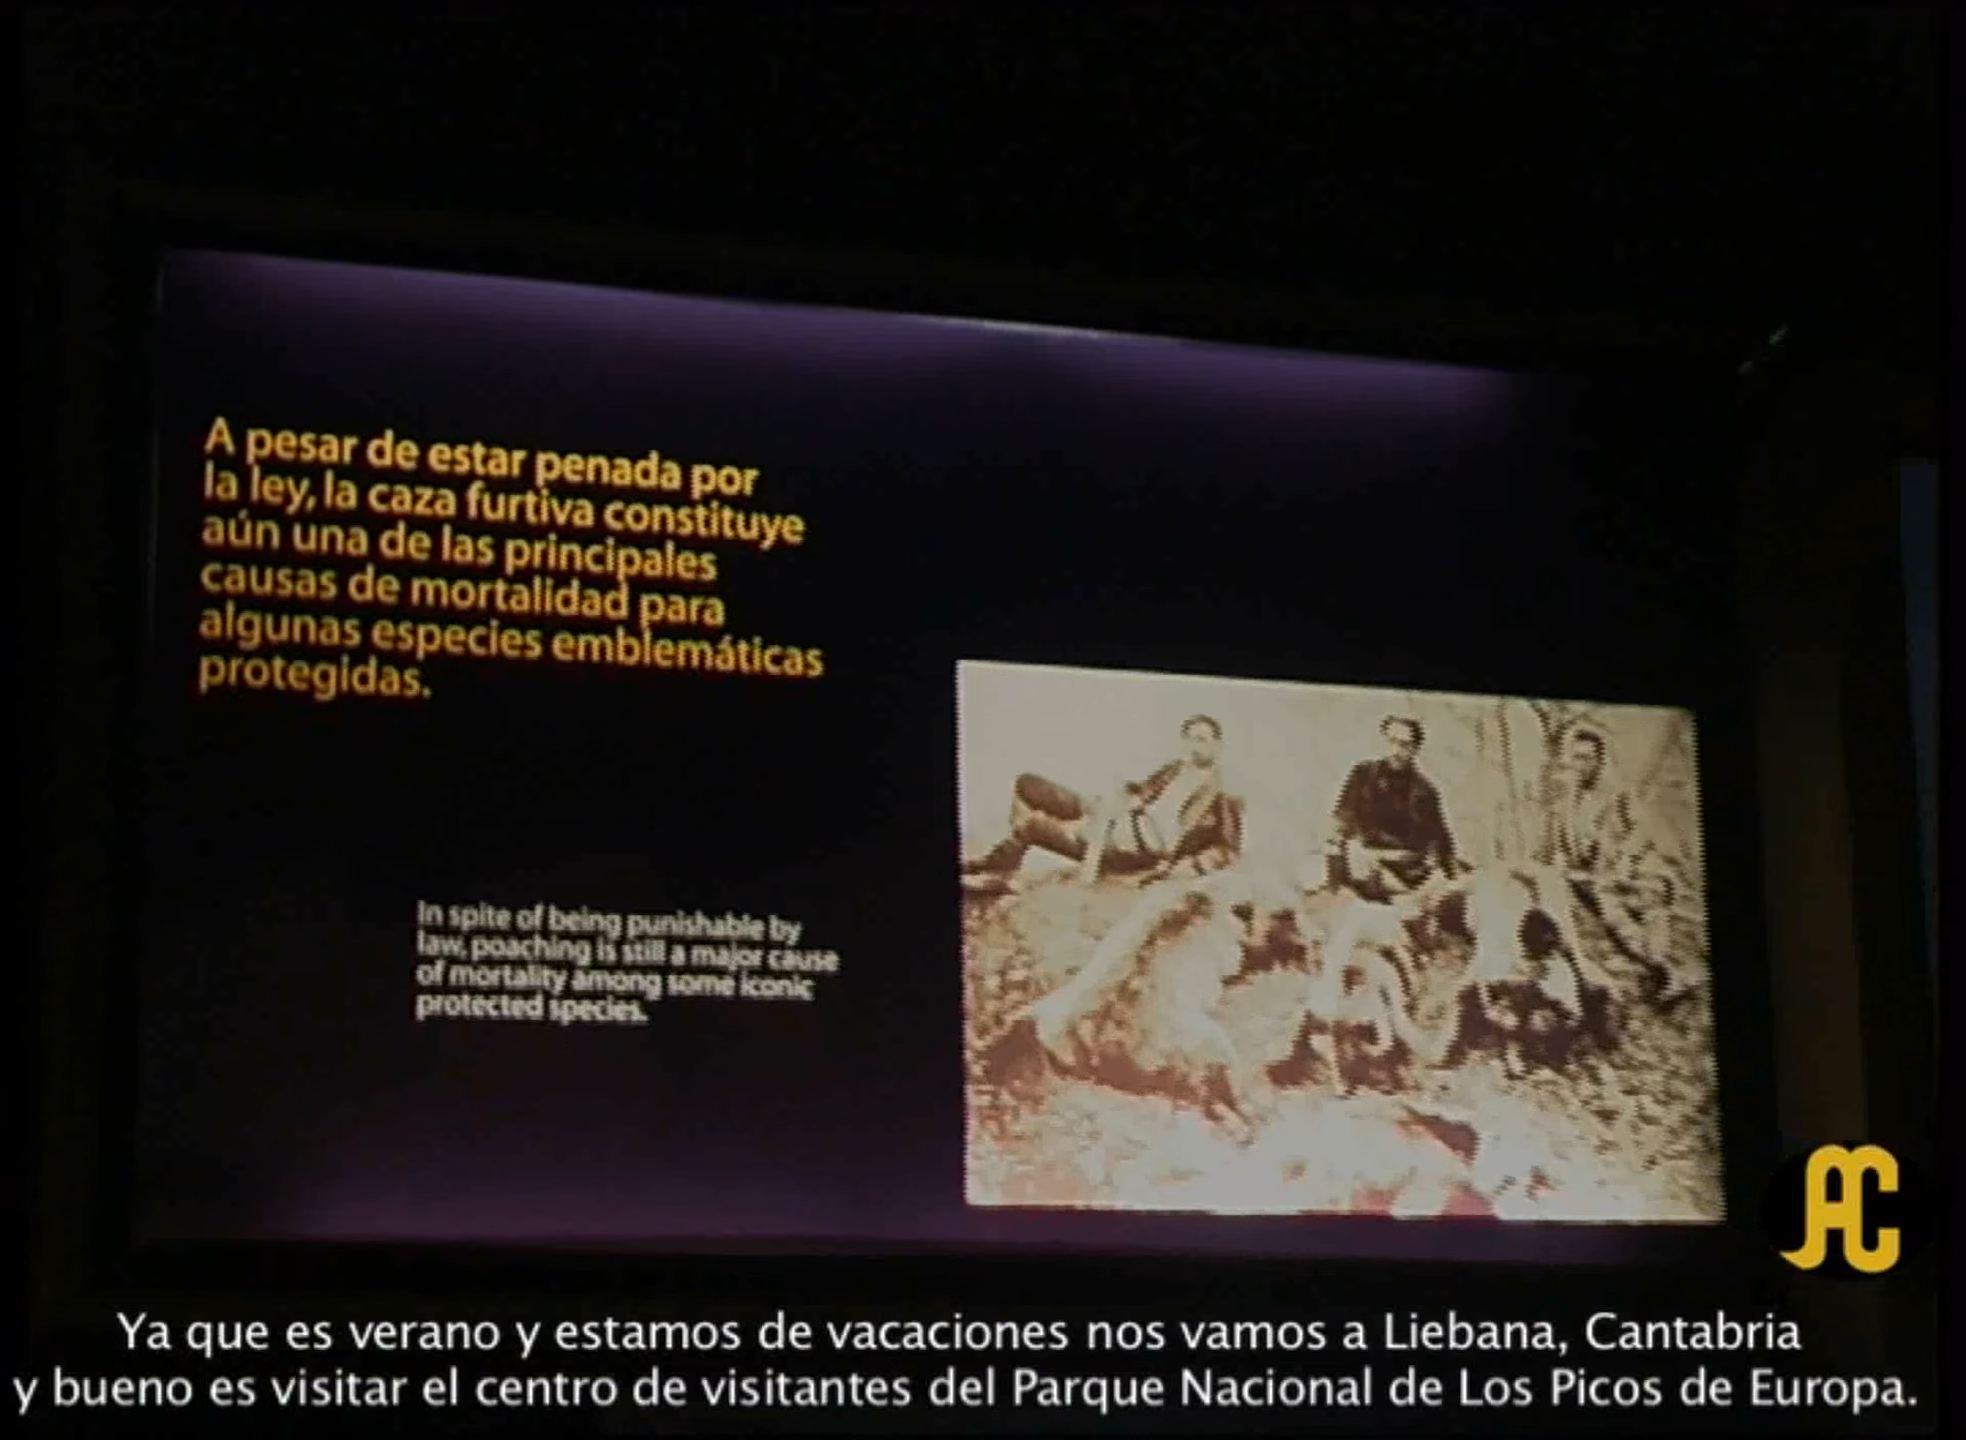 A pesar de estar penada por
la ley, la caza furtiva constituye
aún una de las principales
causas de mortalidad para
algunas especies emblemáticas
protegidas.
In spite of being punishable by
law, poaching is still a major cause
of mortality among some iconic
protected species.
AC
Ya que es verano y estamos de vacaciones nos vamos a Liebana, Cantabria
y bueno es visitar el centro de visitantes del Parque Nacional de Los Picos de Europa.